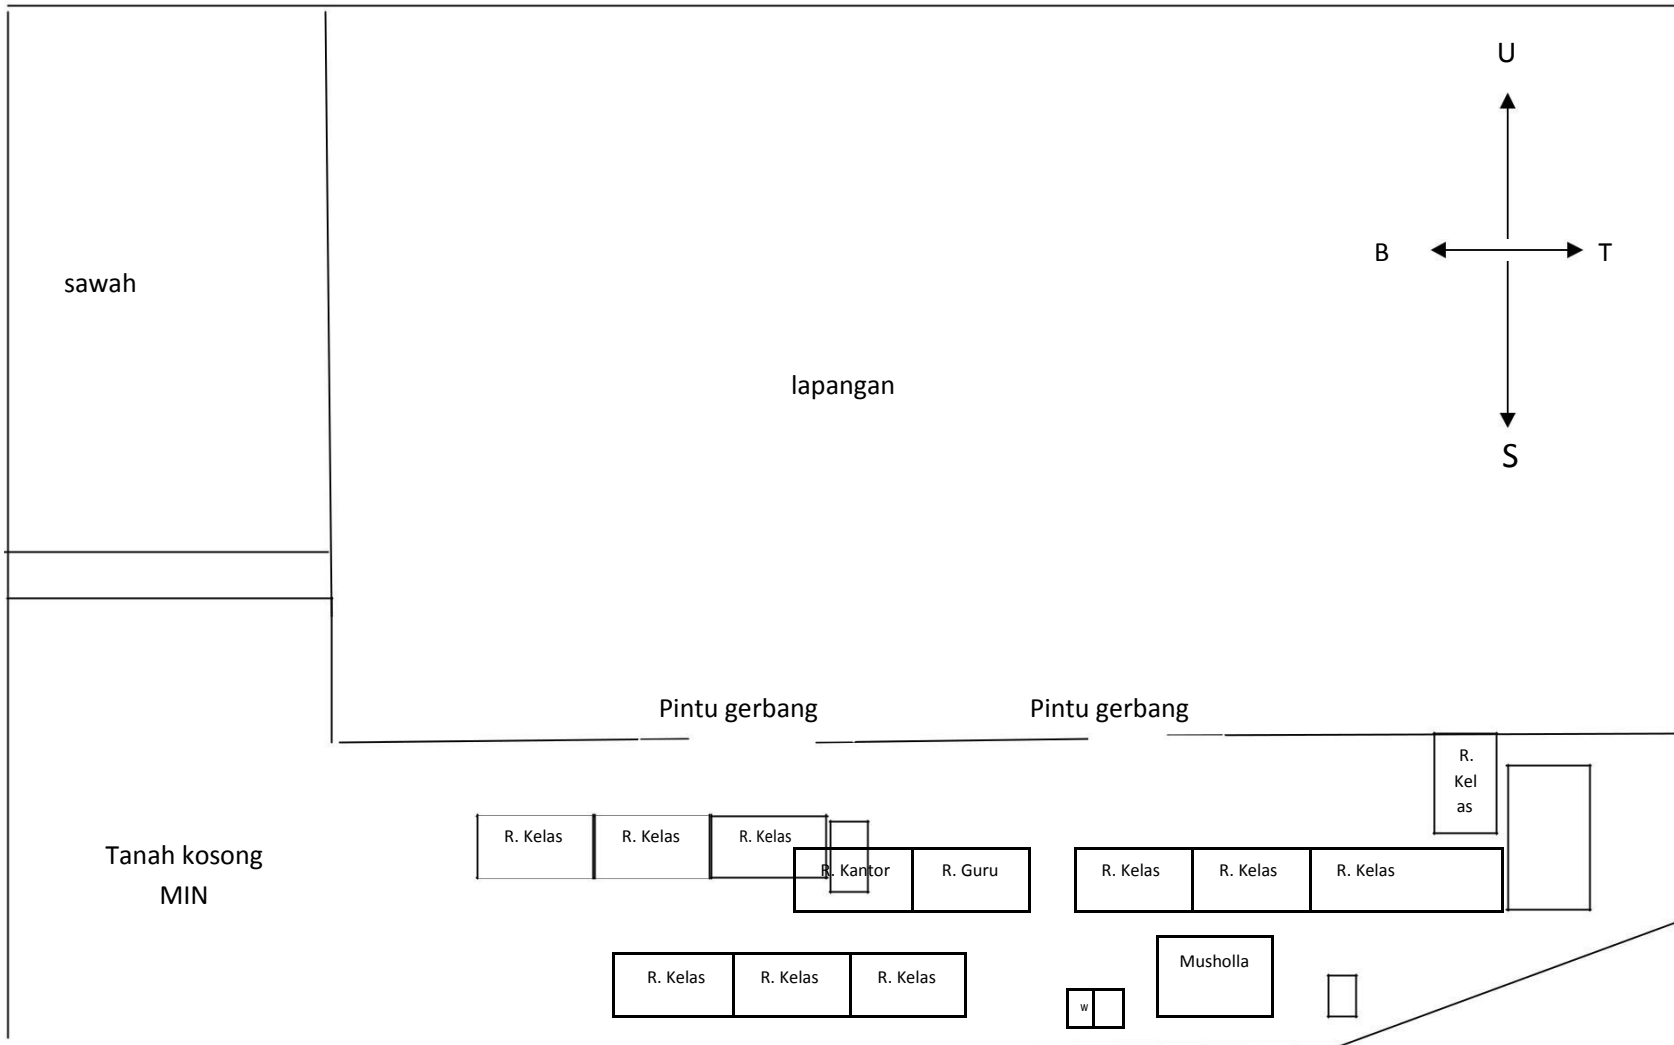 U
B
T
sawah
lapangan
S
Pintu gerbang
Pintu gerbang
R.
Kel
as
R. Kelas
R. Kelas
R. Kelas
Tanah kosong
MIN
R. Kantor
R. Guru
R. Kelas
R. Kelas
R. Kelas
Musholla
R. Kelas
R. Kelas
R. Kelas
w